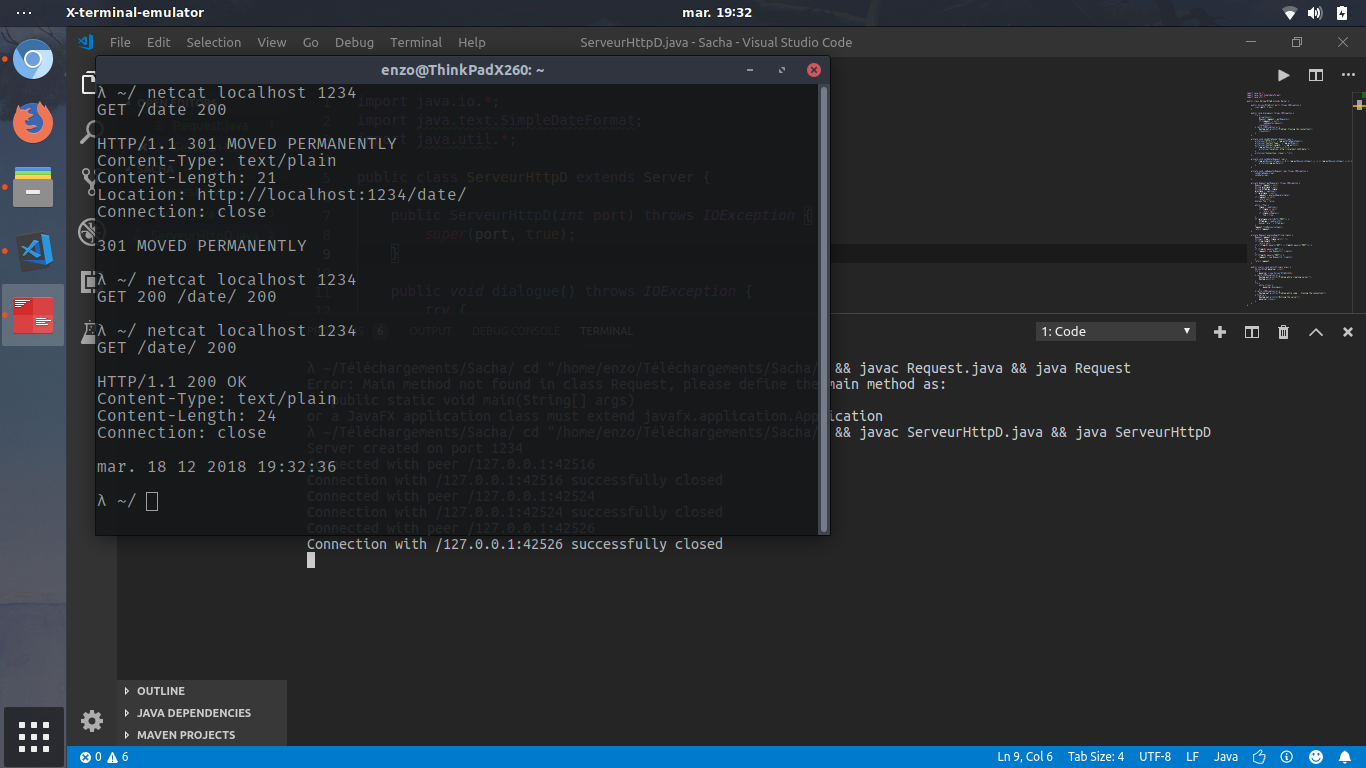 X-terminal-emulator
mar. 19:32
File Edit Selection View Go Debug Terminal Help
ServeurHttpD.java - Sacha - Visual Studio Code
enzo@ThinkPadX260: ~
λ ~/ netcat localhost 1234
GET /date 200
HTTP/1.1 301 MOVED PERMANENTLY
Content-Type: text/plain
Content-Length: 21
Location: http://localhost:1234/date/
Connection: close
301 MOVED PERMANENTLY
λ ~/ netcat localhost 1234
GET 200 /date/ 200
λ ~/ netcat localhost 1234
GET /date/ 200
HTTP/1.1 200 OK
Content-Type: text/plain
Content-Length: 24
Connection: close
mar. 18 12 2018 19:32:36
λ ~/
import java.io.*;
import java.text.SimpleDateFormat;
import java.util.*;
public class ServeurHttpD extends Server {
public ServeurHttpD(int port) throws IOException {
8 super(port, true)
9 }
public void dialogue() throws IOException {
try {
6 OUTPUT DEBUG CONSOLE TERMINAL
1: Code
λ ~/Téléchargements/Sacha/ cd "/home/enzo/Téléchargements/Sacha/" && javac Request.java && java Request
Error: Main method not found in class Request, please define the main method as:
public static void main(String[] args)
or a JavaFX application class must extend javafx.application.Application
λ ~/Téléchargements/Sacha/ cd "/home/enzo/Téléchargements/Sacha/" && javac ServeurHttpD.java && java ServeurHttpD
Server created on port 1234
Connected with peer /127.0.0.1:42516
Connection with /127.0.0.1:42516 successfully closed
Connected with peer /127.0.0.1:42524
Connection with /127.0.0.1:42524 successfully closed
Connected with peer /127.0.0.1:42526
Connection with /127.0.0.1:42526 successfully closed
OUTLINE
JAVA DEPENDENCIES
MAVEN PROJECTS
0 6
Ln 9, Col 6 Tab Size: 4 UTF-8 LF Java